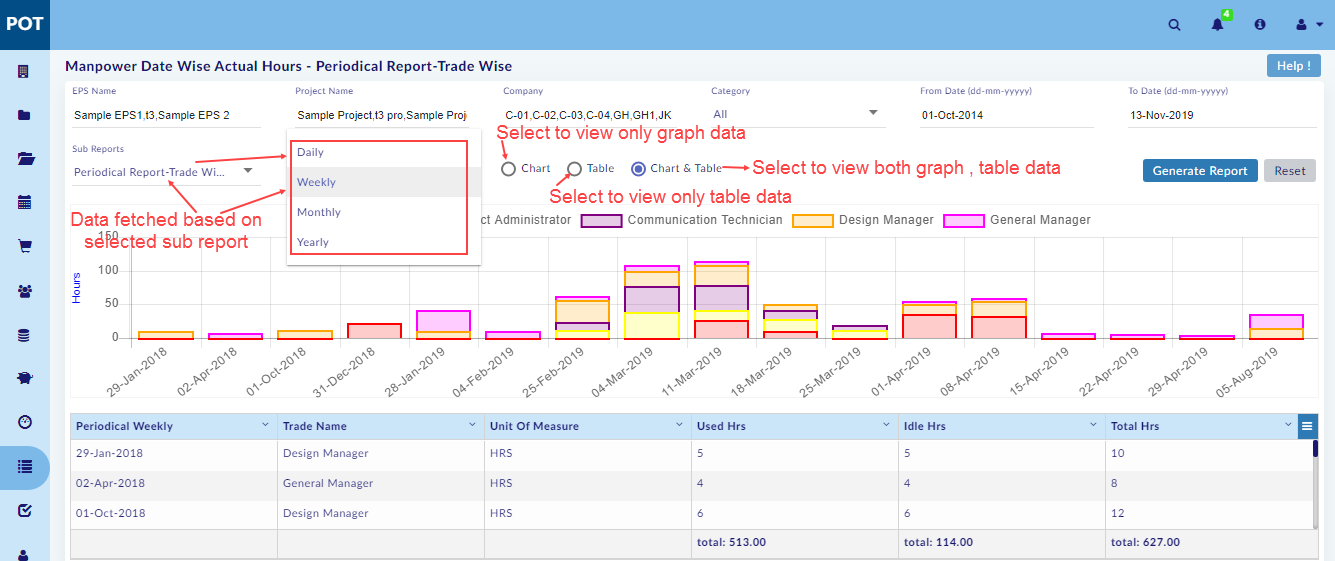 POT
4
Manpower Date Wise Actual Hours - Periodical Report-Trade Wise
Help !
EPS Name
Project Name
Company
Category
From Date (dd-mm-yyyyy)
To Date (dd-mm-yyyyy)
Sample EPS1,t3,Sample EPS 2
Sample Project,t3 pro,Sample Proj
C-01,C-02,C-03,C-04,GH,GH1,JK
All
01-Oct-2014
13-Nov-2019
Select to view only graph data
Sub Reports
Periodical Report-Trade Wi...
Daily
Weekly
Monthly
Yearly
Chart
Table
Chart & Table
Select to view both graph , table data
Generate Report
Reset
Select to view only table data
Data fetched based on
selected sub report
ct Administrator
Communication Technician
Design Manager
General Manager
Hours
150
100
50
0
29-Jan-2018
02-Apr-2018
01-Oct-2018
31-Dec-2018
28-Jan-2019
04-Feb-2019
25-Feb-2019
04-Mar-2019
11-Mar-2019
18-Mar-2019
25-Mar-2019
01-Apr-2019
08-Apr-2019
15-Apr-2019
22-Apr-2019
29-Apr-2019
05-Aug-2019
Periodical Weekly Trade Name Unit Of Measure Used Hrs Idle Hrs Total Hrs
29-Jan-2018 Design Manager HRS 5 5 10
02-Apr-2018 General Manager HRS 4 4 8
01-Oct-2018 Design Manager HRS 6 6 12
total: 513.00 total: 114.00 total: 627.00